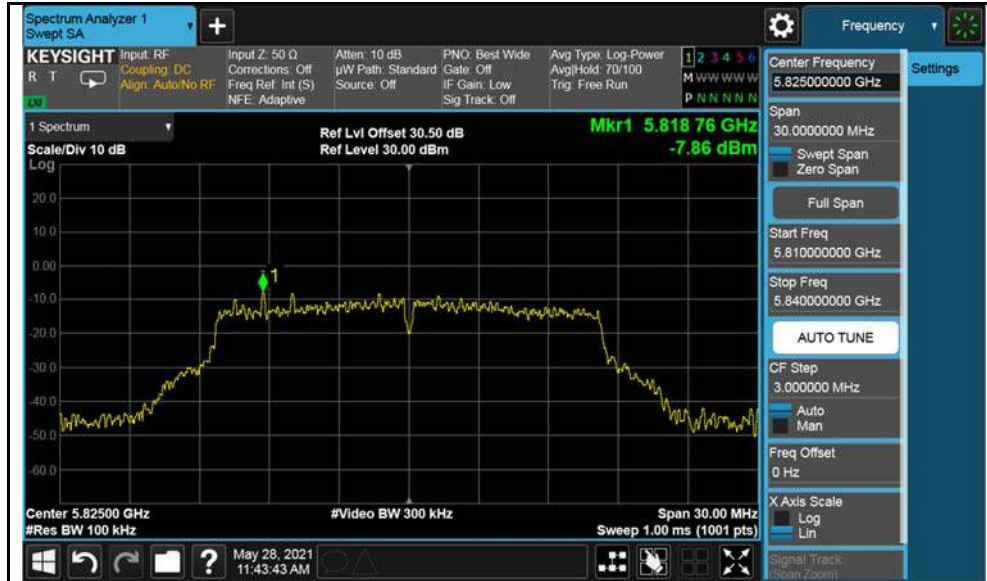 Spectrum Analyzer 1
Swept SA
+
Frequency
KEYSIGHT
R T
LXI
Input: RF
Coupling: DC
Align: Auto/No RF
Input Z: 50 Ω
Corrections: Off
Freq Ref: Int (S)
NFE: Adaptive
Atten: 10 dB
µW Path: Standard
Source: Off
PNO: Best Wide
Gate: Off
IF Gain: Low
Sig Track: Off
Avg Type: Log-Power
Avg|Hold: 70/100
Trig: Free Run
1 2 3 4 5 6
M W W W W W
P N N N N N
1 Spectrum
Scale/Div 10 dB
Ref Lvl Offset 30.50 dB
Ref Level 30.00 dBm
Mkr1 5.818 76 GHz
-7.86 dBm
Log
20.0
10.0
0.00
-10.0
-20.0
-30.0
-40.0
-50.0
-60.0
1
Center 5.82500 GHz
#Res BW 100 kHz
#Video BW 300 kHz
Span 30.00 MHz
Sweep 1.00 ms (1001 pts)
?
May 28, 2021
11:43:43 AM
Center Frequency
5.825000000 GHz
Span
30.0000000 MHz
Swept Span
Zero Span
Full Span
Start Freq
5.810000000 GHz
Stop Freq
5.840000000 GHz
AUTO TUNE
CF Step
3.000000 MHz
Auto
Man
Freq Offset
0 Hz
X Axis Scale
Log
Lin
Signal Track
(Span Zoom)
Settings